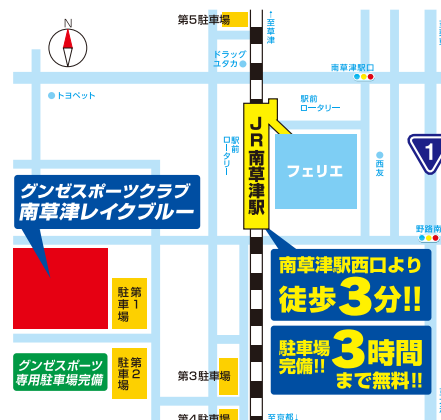 N
第5駐車場
↑至草津
ドラッグ
ユタカ
南草津駅口
トヨペット
駅前
ロータリー
JR南草津駅
駅前
ロータリー
フェリエ
西友
1
グンゼスポーツクラブ
南草津レイクブルー
野路南
南草津駅西口より
徒歩3分!!
第1
駐車場
駐車場
完備!!
3時間
まで無料!!
グンゼスポーツ
専用駐車場完備
第2
駐車場
第3駐車場
第4駐車場
至京都↓